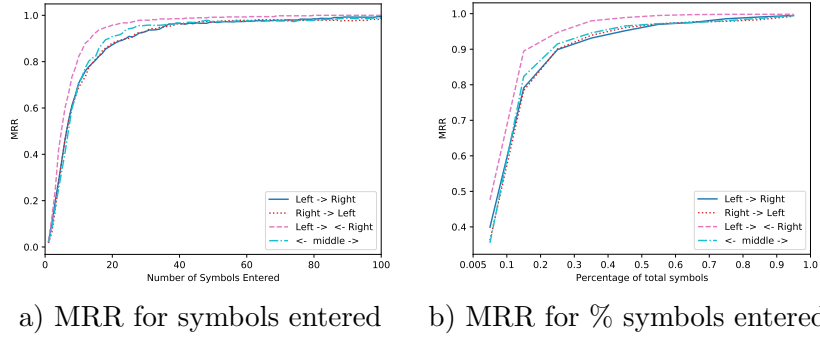 MRR
1.0
0.8
0.6
0.4
0.2
0.0
0
20
40
60
80
100
Number of Symbols Entered
Left -> Right
Right -> Left
Left -> <- Right
<- middle ->
a) MRR for symbols entered
MRR
1.0
0.9
0.8
0.7
0.6
0.5
0.4
0.005
0.1
0.2
0.3
0.4
0.5
0.6
0.7
0.8
0.9
1.0
Percentage of total symbols
Left -> Right
Right -> Left
Left -> <- Right
<- middle ->
b) MRR for % symbols entered